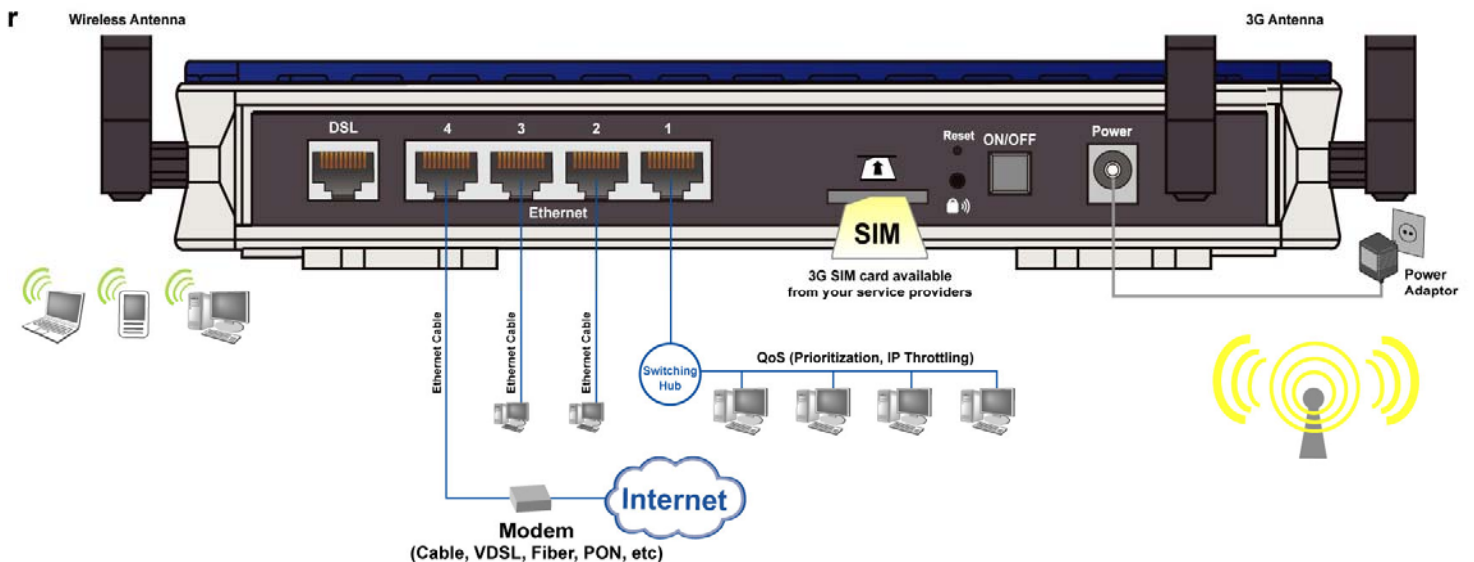 r
Wireless Antenna
3G Antenna
DSL
4
3
2
1
Ethernet
Reset
ON/OFF
Power
SIM
3G SIM card available
from your service providers
Power
Adaptor
Ethernet Cable
Ethernet Cable
Ethernet Cable
Switching
Hub
QoS (Prioritization, IP Throttling)
Internet
Modem
(Cable, VDSL, Fiber, PON, etc)